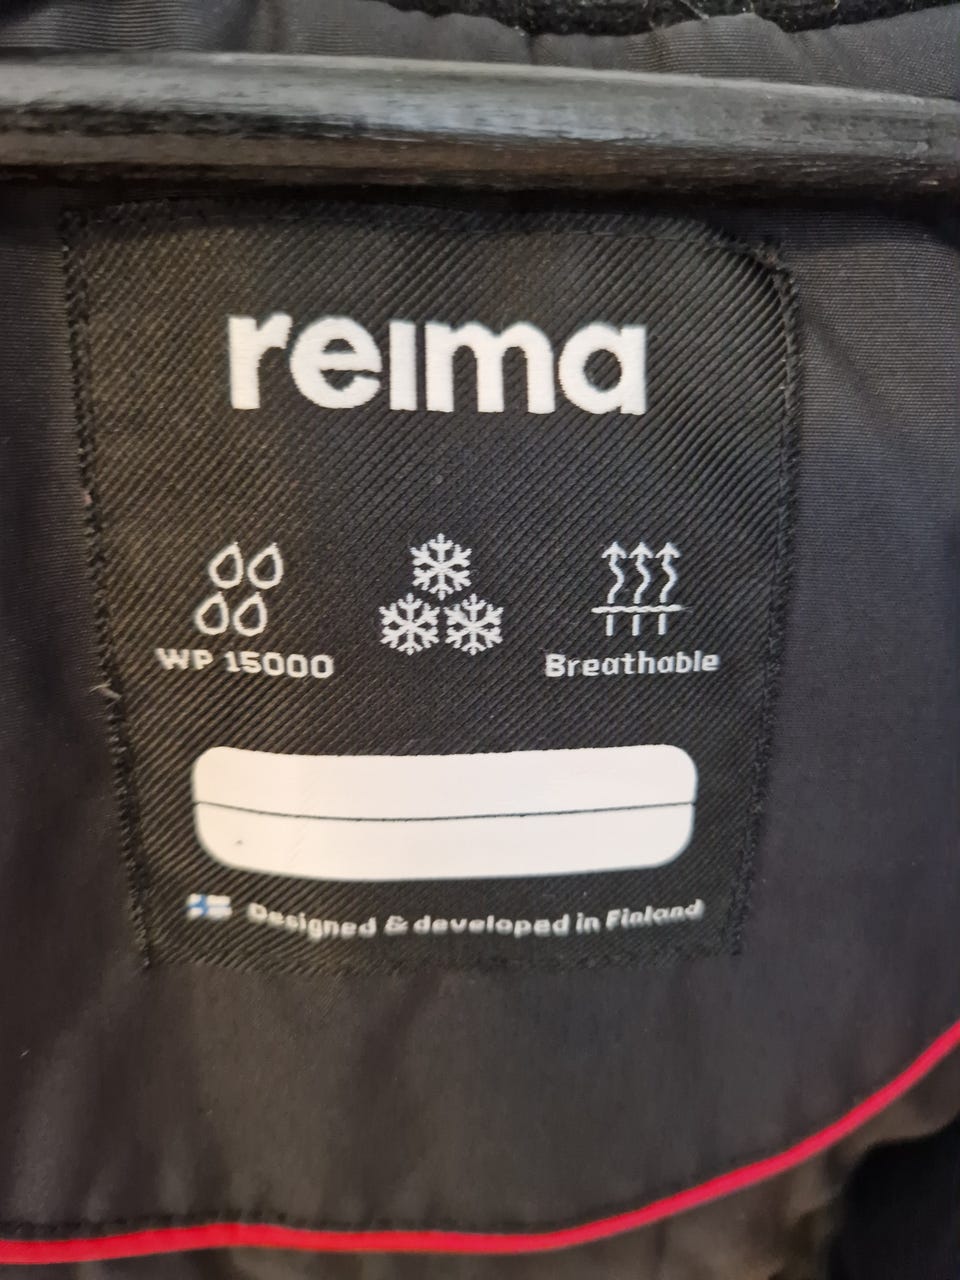 reima
WP 15000
Breathable
Designed & developed in Finland